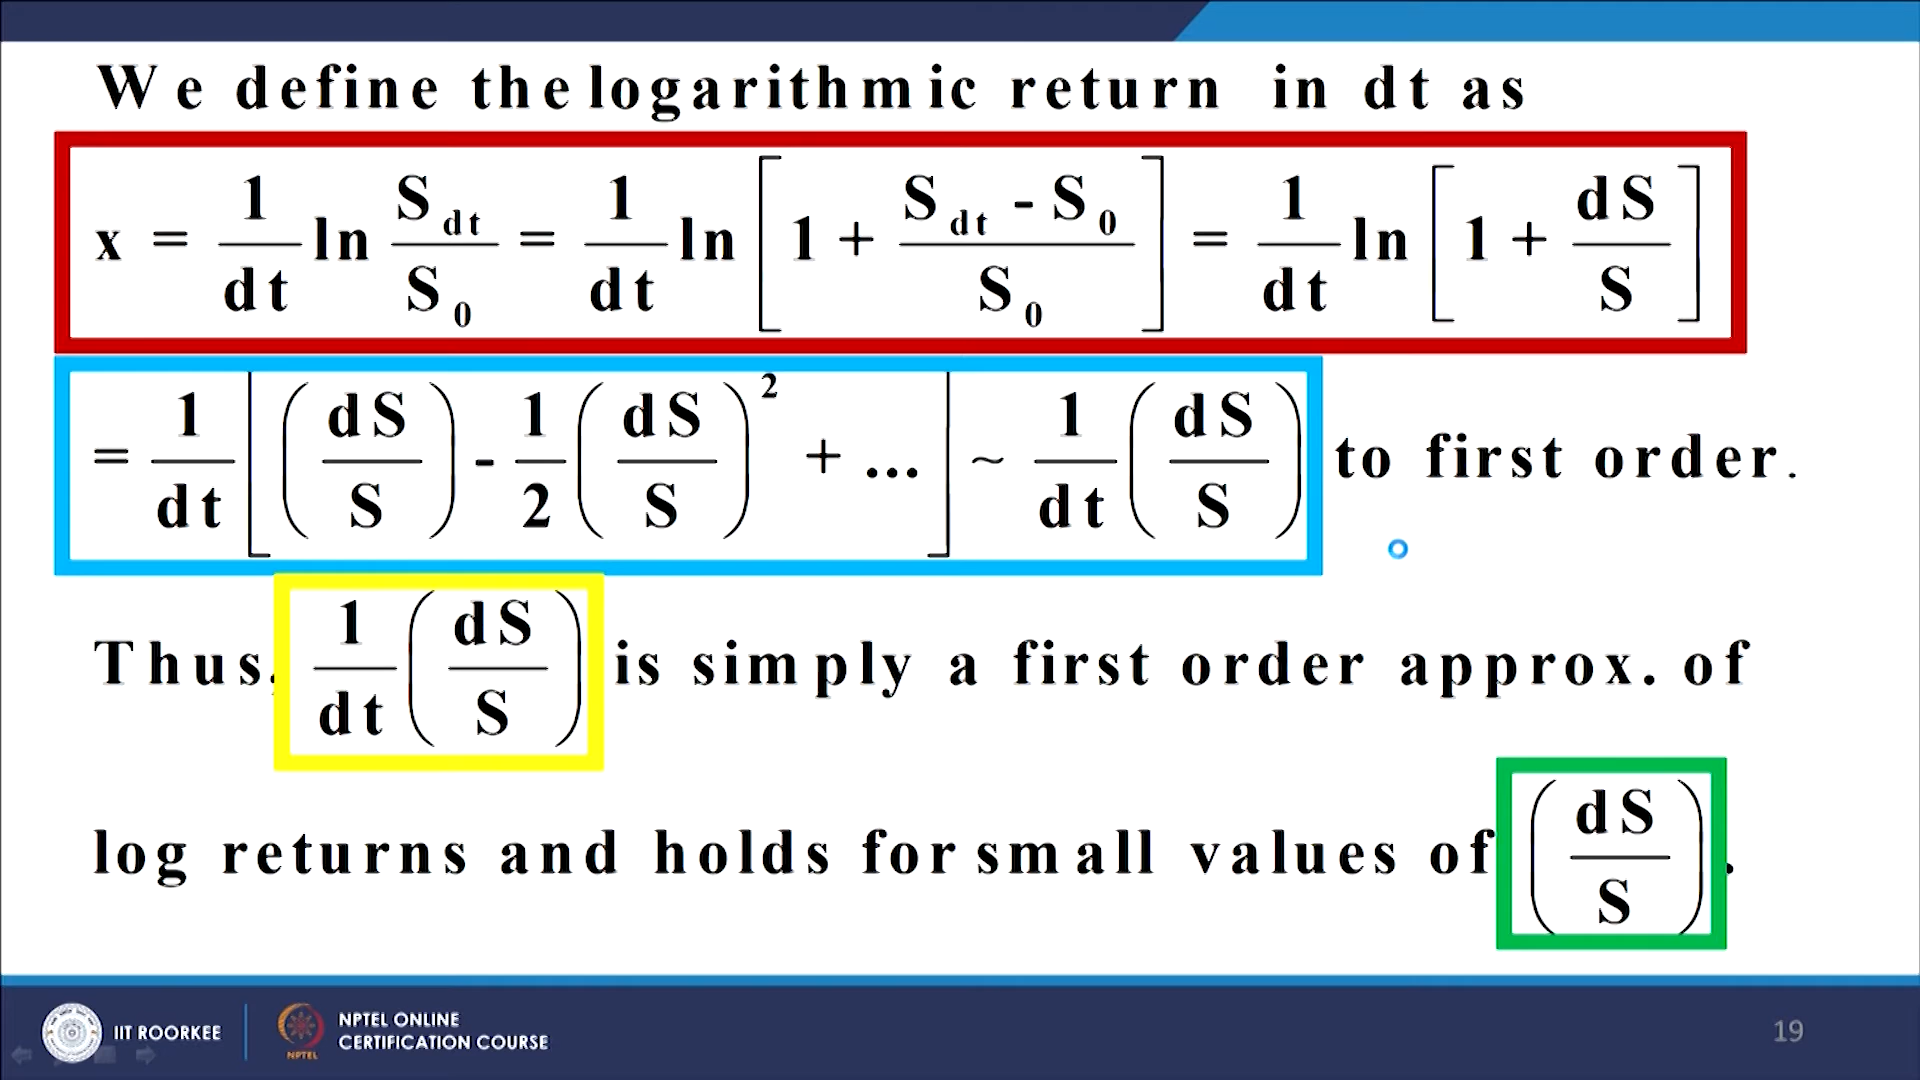 We define the logarithmic return in dt as
x = 1/dt ln S_dt/S_0 = 1/dt ln [1 + (S_dt - S_0)/S_0] = 1/dt ln [1 + dS/S]
= 1/dt [(dS/S) - 1/2 (dS/S)^2 + ...] ~ 1/dt (dS/S) to first order.
Thus, 1/dt (dS/S) is simply a first order approx. of
log returns and holds for small values of (dS/S).
IIT ROORKEE
NPTEL
NPTEL ONLINE
CERTIFICATION COURSE
19